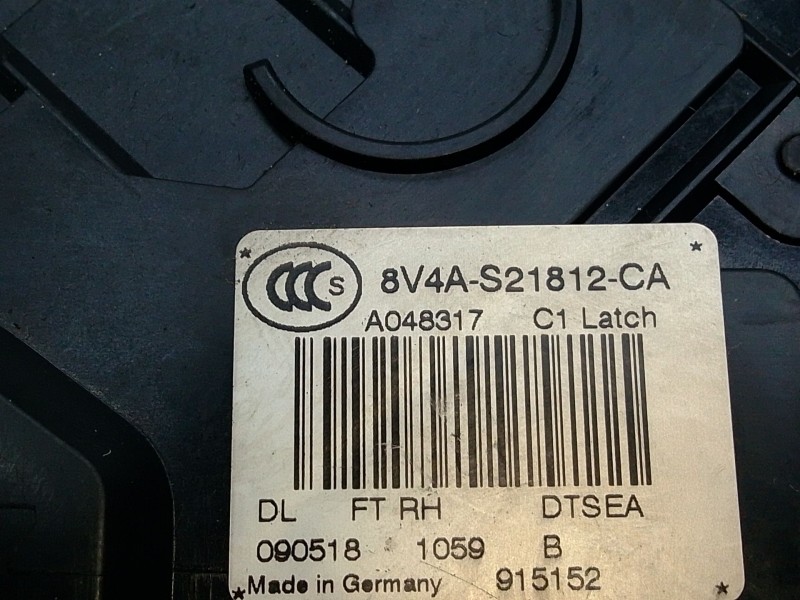 CCC S 8V4A-S21812-CA
A048317 C1 Latch
DL FT RH DTSEA
090518 1059 B
Made in Germany 915152